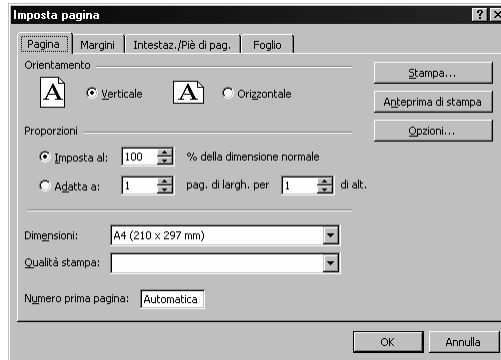 Imposta pagina
Pagina Margini Intestaz./Piè di pag. Foglio
Orientamento
A Verticale A Orizzontale
Stampa...
Anteprima di stampa
Opzioni...
Proporzioni
Imposta al: 100 % della dimensione normale
Adatta a: 1 pag. di largh. per 1 di alt.
Dimensioni: A4 (210 x 297 mm)
Qualità stampa:
Numero prima pagina: Automatica
OK Annulla